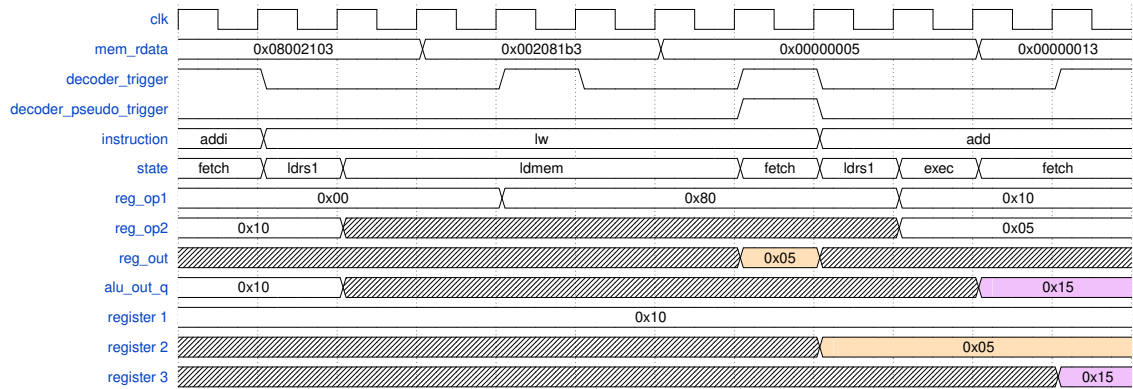 clk
mem_rdata 0x08002103 0x002081b3 0x00000005 0x00000013
decoder_trigger
decoder_pseudo_trigger
instruction addi lw add
state fetch ldrs1 ldmem fetch ldrs1 exec fetch
reg_op1 0x00 0x80 0x10
reg_op2 0x10 0x05
reg_out 0x05
alu_out_q 0x10 0x15
register 1 0x10
register 2 0x05
register 3 0x15